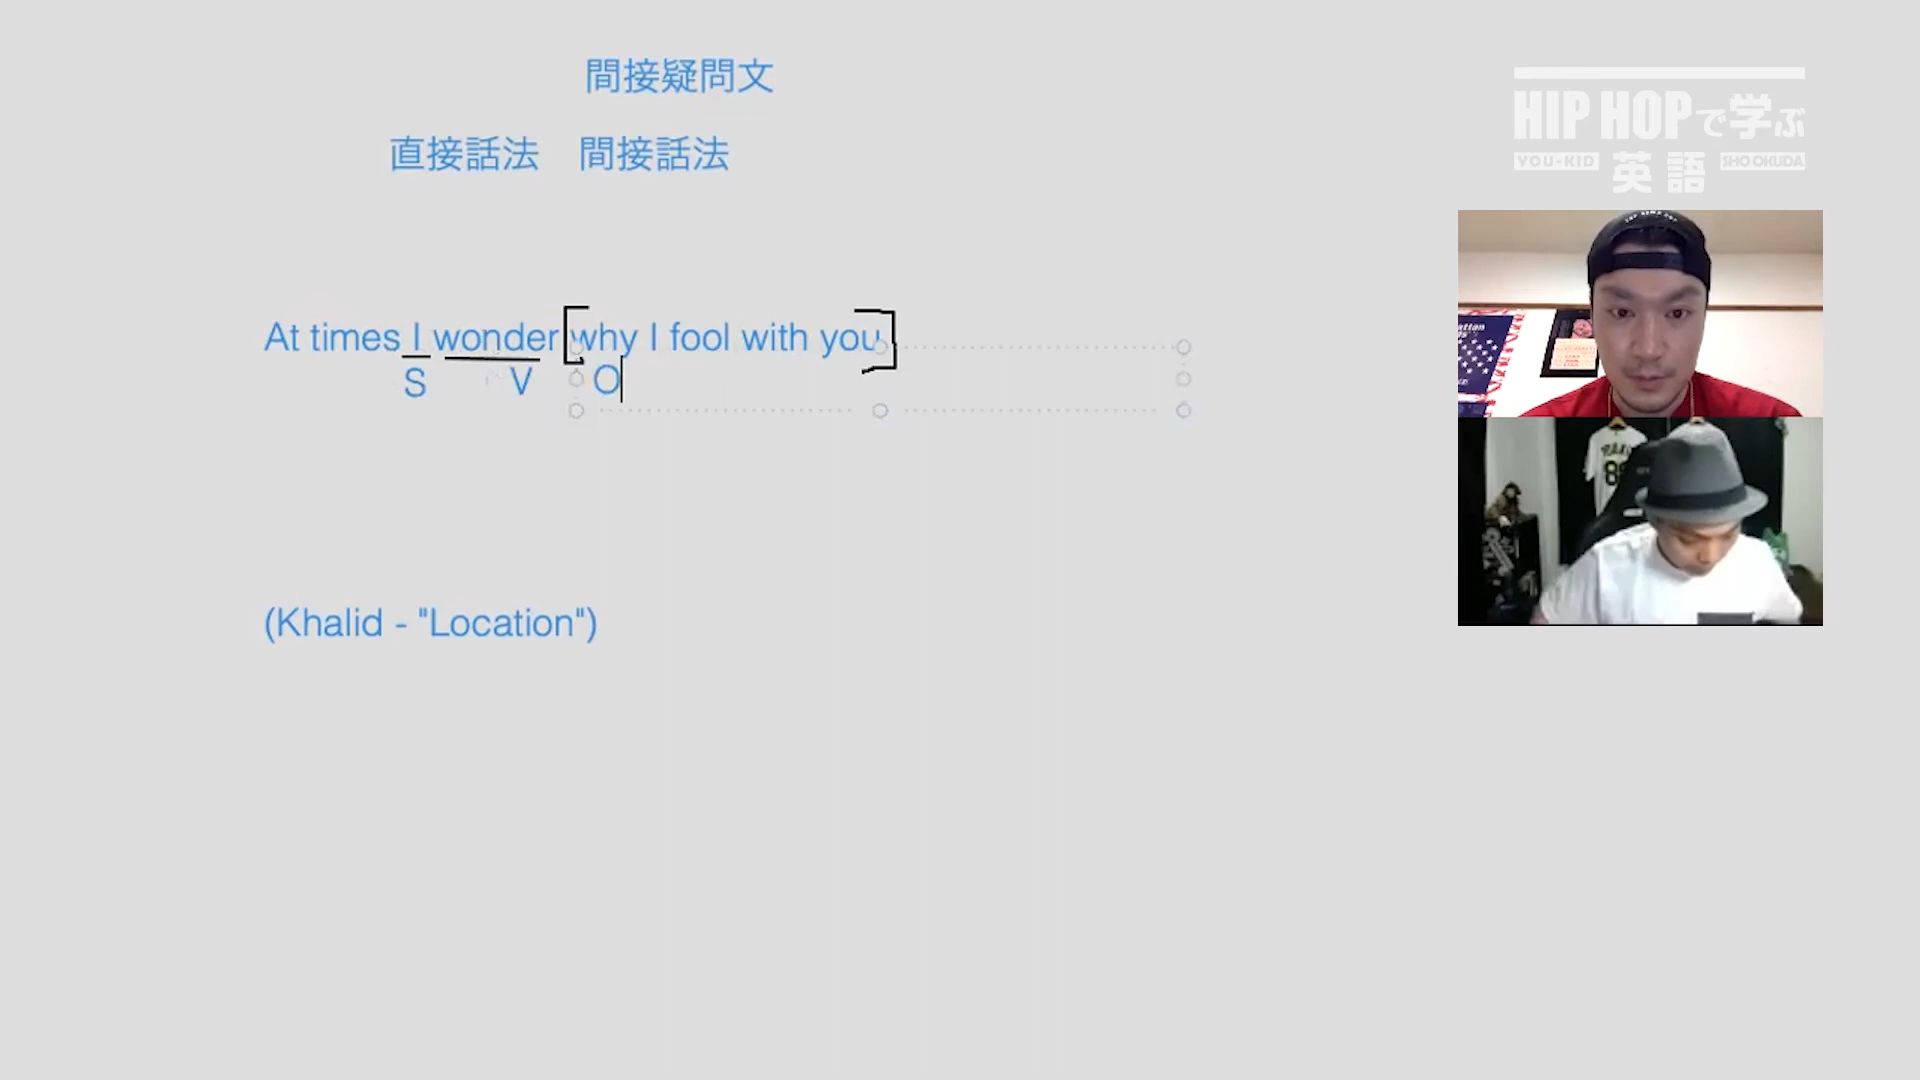 間接疑問文
直接話法 間接話法
HIP HOPで学ぶ
YOU-KID 英語 SHO OKUDA
At times I wonder [why I fool with you]
S V O
(Khalid - "Location")